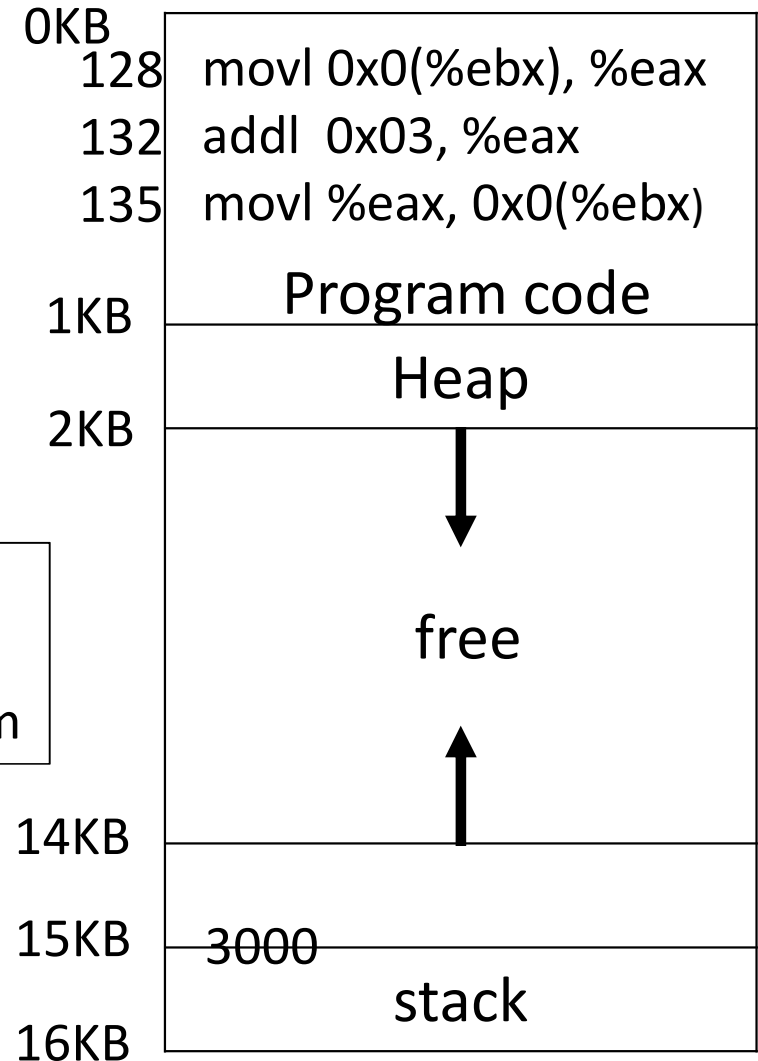 0KB
128 movl 0x0(%ebx), %eax
132 addl 0x03, %eax
135 movl %eax, 0x0(%ebx)
Program code
1KB
Heap
2KB
free
14KB
15KB 3000
stack
16KB